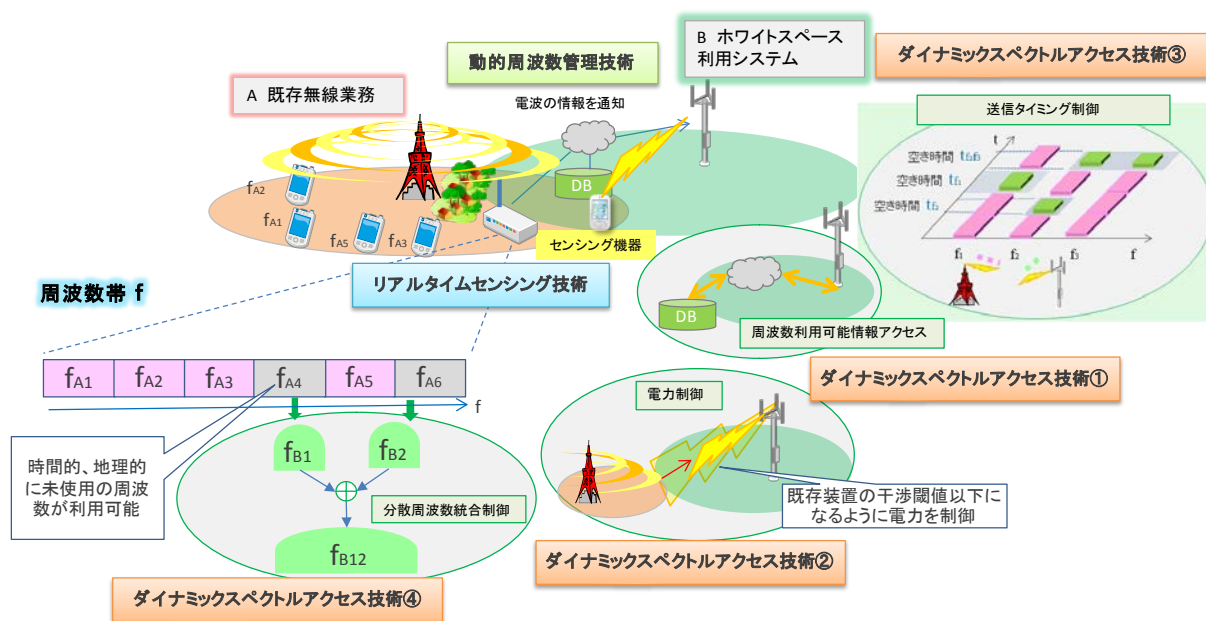 B ホワイトスペース
利用システム
ダイナミックスペクトルアクセス技術③
動的周波数管理技術
A 既存無線業務
電波の情報を通知
送信タイミング制御
t
空き時間
空き時間
空き時間
f1
f2
f3
f
fA2
fA1
fA5
fA3
DB
センシング機器
リアルタイムセンシング技術
DB
周波数利用可能情報アクセス
ダイナミックスペクトルアクセス技術①
周波数帯 f
fA1
fA2
fA3
fA4
fA5
fA6
f
時間的、地理的
に未使用の周波
数が利用可能
fB1
fB2
分散周波数統合制御
fB12
ダイナミックスペクトルアクセス技術④
電力制御
既存装置の干渉閾値以下に
なるように電力を制御
ダイナミックスペクトルアクセス技術②